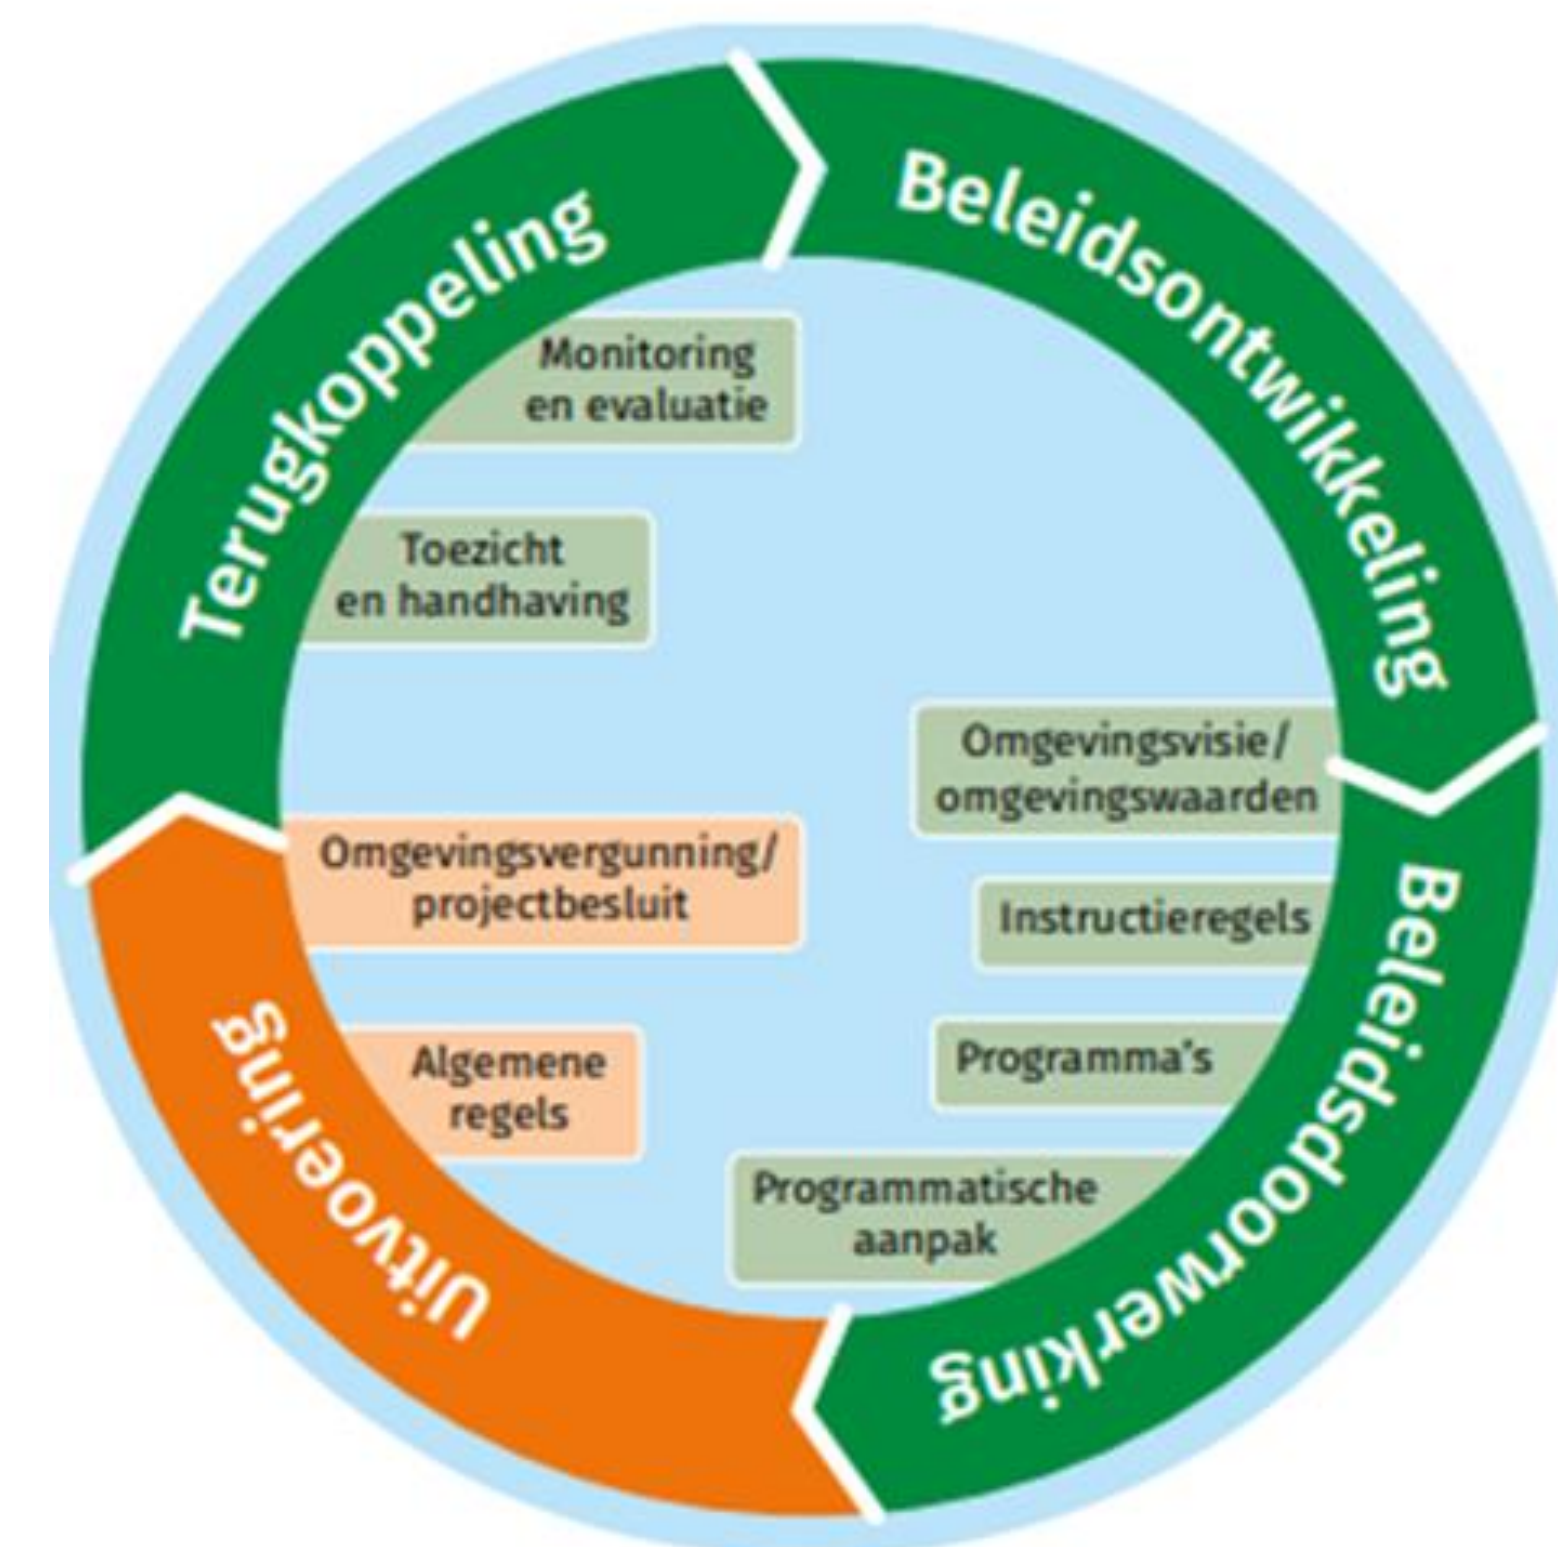 Beleidsontwikkeling
Omgevingsvisie/
omgevingswaarden
Beleidsdoorwerking
Instructieregels
Programma's
Programmatische
aanpak
Uitvoering
Algemene
regels
Omgevingsvergunning/
projectbesluit
Terugkoppeling
Toezicht
en handhaving
Monitoring
en evaluatie